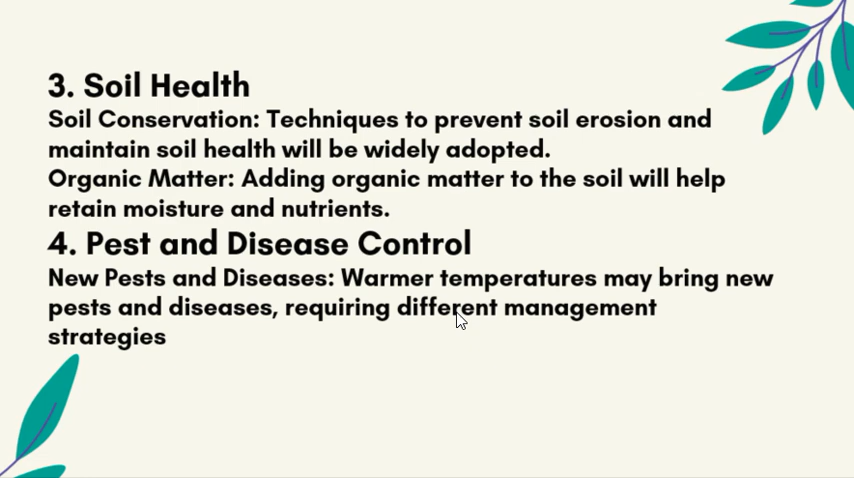 3. Soil Health
Soil Conservation: Techniques to prevent soil erosion and
maintain soil health will be widely adopted.
Organic Matter: Adding organic matter to the soil will help
retain moisture and nutrients.
4. Pest and Disease Control
New Pests and Diseases: Warmer temperatures may bring new
pests and diseases, requiring different management
strategies